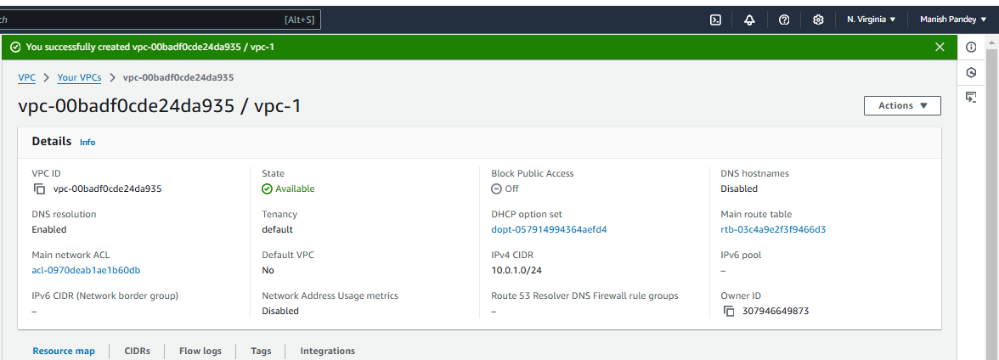 ch [Alt+S] N. Virginia Manish Pandey
You successfully created vpc-00badf0cde24da935 / vpc-1
VPC Your VPCs vpc-00badf0cde24da935
vpc-00badf0cde24da935 / vpc-1
Actions
Details Info
VPC ID State Block Public Access DNS hostnames
vpc-00badf0cde24da935 Available Off Disabled
DNS resolution Tenancy DHCP option set Main route table
Enabled default dopt-057914994364aefd4 rtb-03c4a9e2f3f9466d3
Main network ACL Default VPC IPv4 CIDR IPv6 pool
acl-0970deab1ae1b60db No 10.0.1.0/24 –
IPv6 CIDR (Network border group) Network Address Usage metrics Route 53 Resolver DNS Firewall rule groups Owner ID
– Disabled – 307946649873
Resource map CIDRs Flow logs Tags Integrations